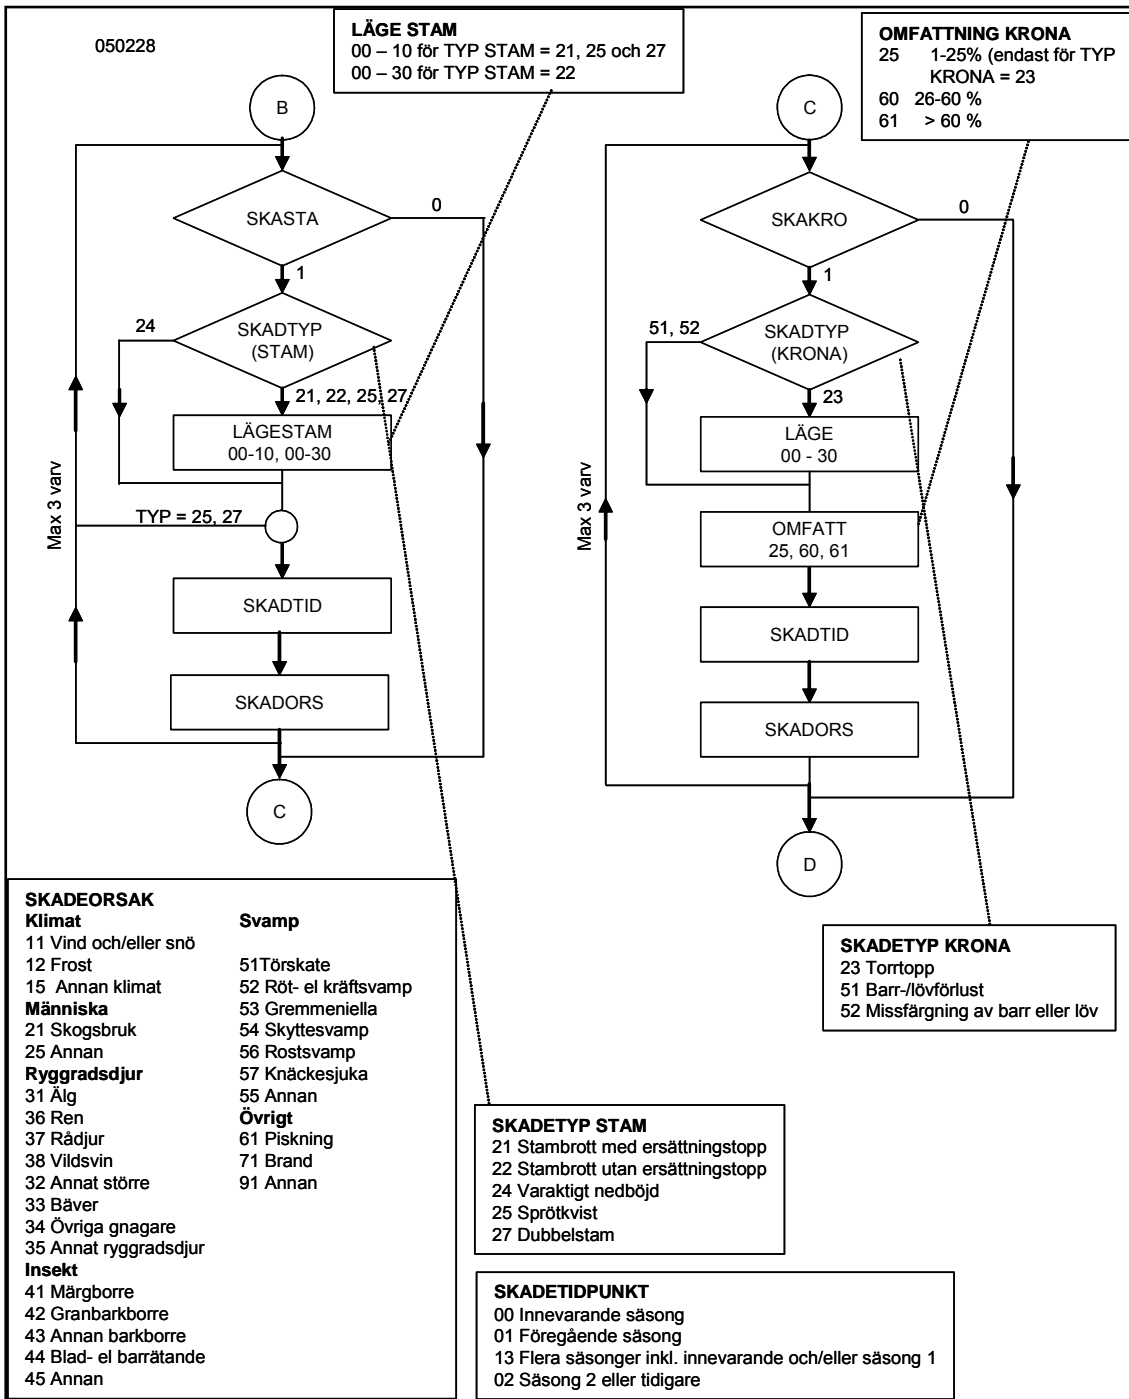 050228
LÄGE STAM
00 – 10 för TYP STAM = 21, 25 och 27
00 – 30 för TYP STAM = 22
OMFATTNING KRONA
25 1-25% (endast för TYP
KRONA = 23
60 26-60 %
61 > 60 %
B
SKASTA
0
1
SKADTYP
(STAM)
24
21, 22, 25, 27
LÄGESTAM
00-10, 00-30
Max 3 varv
TYP = 25, 27
SKADTID
SKADORS
C
C
SKAKRO
0
1
SKADTYP
(KRONA)
51, 52
23
LÄGE
00 - 30
Max 3 varv
OMFATT
25, 60, 61
SKADTID
SKADORS
D
SKADEORSAK
Klimat
11 Vind och/eller snö
12 Frost
15 Annan klimat
Människa
21 Skogsbruk
25 Annan
Ryggradsdjur
31 Älg
36 Ren
37 Rådjur
38 Vildsvin
32 Annat större
33 Bäver
34 Övriga gnagare
35 Annat ryggradsdjur
Insekt
41 Märgborre
42 Granbarkborre
43 Annan barkborre
44 Blad- el barrätande
45 Annan
Svamp
51Törskate
52 Röt- el kräftsvamp
53 Gremmeniella
54 Skyttesvamp
56 Rostsvamp
57 Knäckesjuka
55 Annan
Övrigt
61 Piskning
71 Brand
91 Annan
SKADETYP KRONA
23 Torrtopp
51 Barr-/lövförlust
52 Missfärgning av barr eller löv
SKADETYP STAM
21 Stambrott med ersättningstopp
22 Stambrott utan ersättningstopp
24 Varaktigt nedböjd
25 Sprötkvist
27 Dubbelstam
SKADETIDPUNKT
00 Innevarande säsong
01 Föregående säsong
13 Flera säsonger inkl. innevarande och/eller säsong 1
02 Säsong 2 eller tidigare